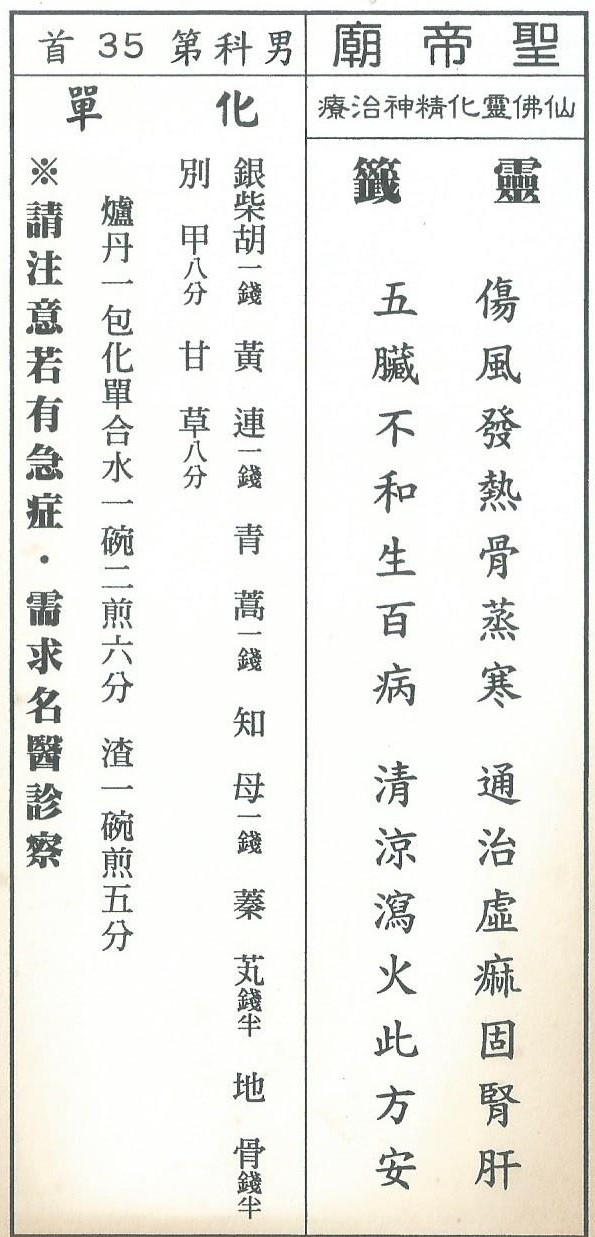 聖帝廟
仙佛靈化精神治療
靈籤
傷風發熱骨蒸寒　通治虛痳固腎肝
五臟不和生百病　清涼瀉火此方安
男科第35首
化單
銀柴胡一錢　黃連一錢　青蒿一錢　知母一錢　蓁芄錢半　地骨錢半
別甲八分　甘草八分
爐丹一包化單合水一碗二煎六分　渣一碗煎五分
※請注意若有急症・需求名醫診察